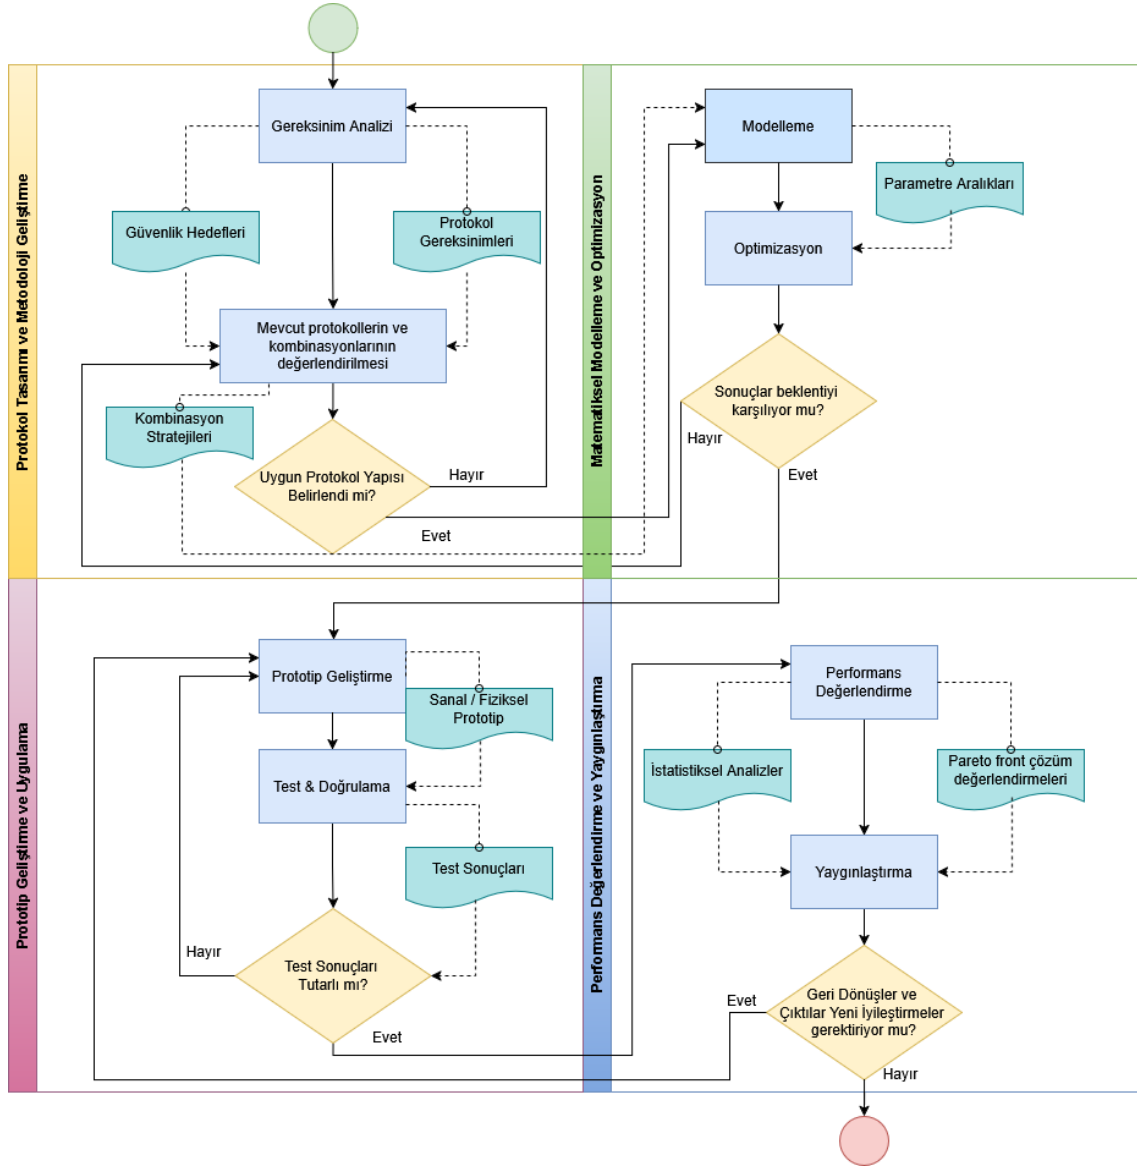 Protokol Tasarımı ve Metodoloji Geliştirme
Gereksinim Analizi
Güvenlik Hedefleri
Protokol
Gereksinimleri
Mevcut protokollerin ve
kombinasyonlarının
değerlendirilmesi
Kombinasyon
Stratejileri
Uygun Protokol Yapısı
Belirlendi mi?
Hayır
Evet
Matematiksel Modelleme ve Optimizasyon
Modelleme
Parametre Aralıkları
Optimizasyon
Sonuçlar beklentiyi
karşılıyor mu?
Hayır
Evet
Prototip Geliştirme ve Uygulama
Prototip Geliştirme
Sanal / Fiziksel
Prototip
Test & Doğrulama
Test Sonuçları
Test Sonuçları
Tutarlı mı?
Hayır
Evet
Performans Değerlendirme ve Yaygınlaştırma
Performans
Değerlendirme
İstatistiksel Analizler
Pareto front çözüm
değerlendirmeleri
Yaygınlaştırma
Geri Dönüşler ve
Çıktılar Yeni İyileştirmeler
gerektiriyor mu?
Evet
Hayır